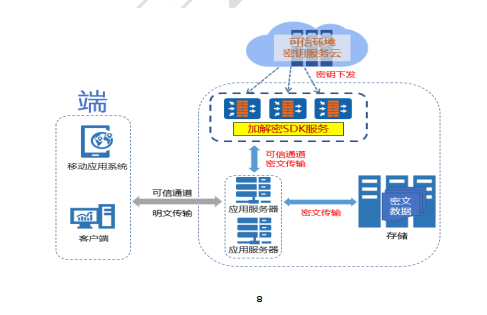 可信环境
密钥服务云
密钥下发
端
加解密SDK服务
移动应用系统
可信通道
密文传输
可信通道
明文传输
应用服务器
密文
数据
密文传输
客户端
存储
应用服务器
8